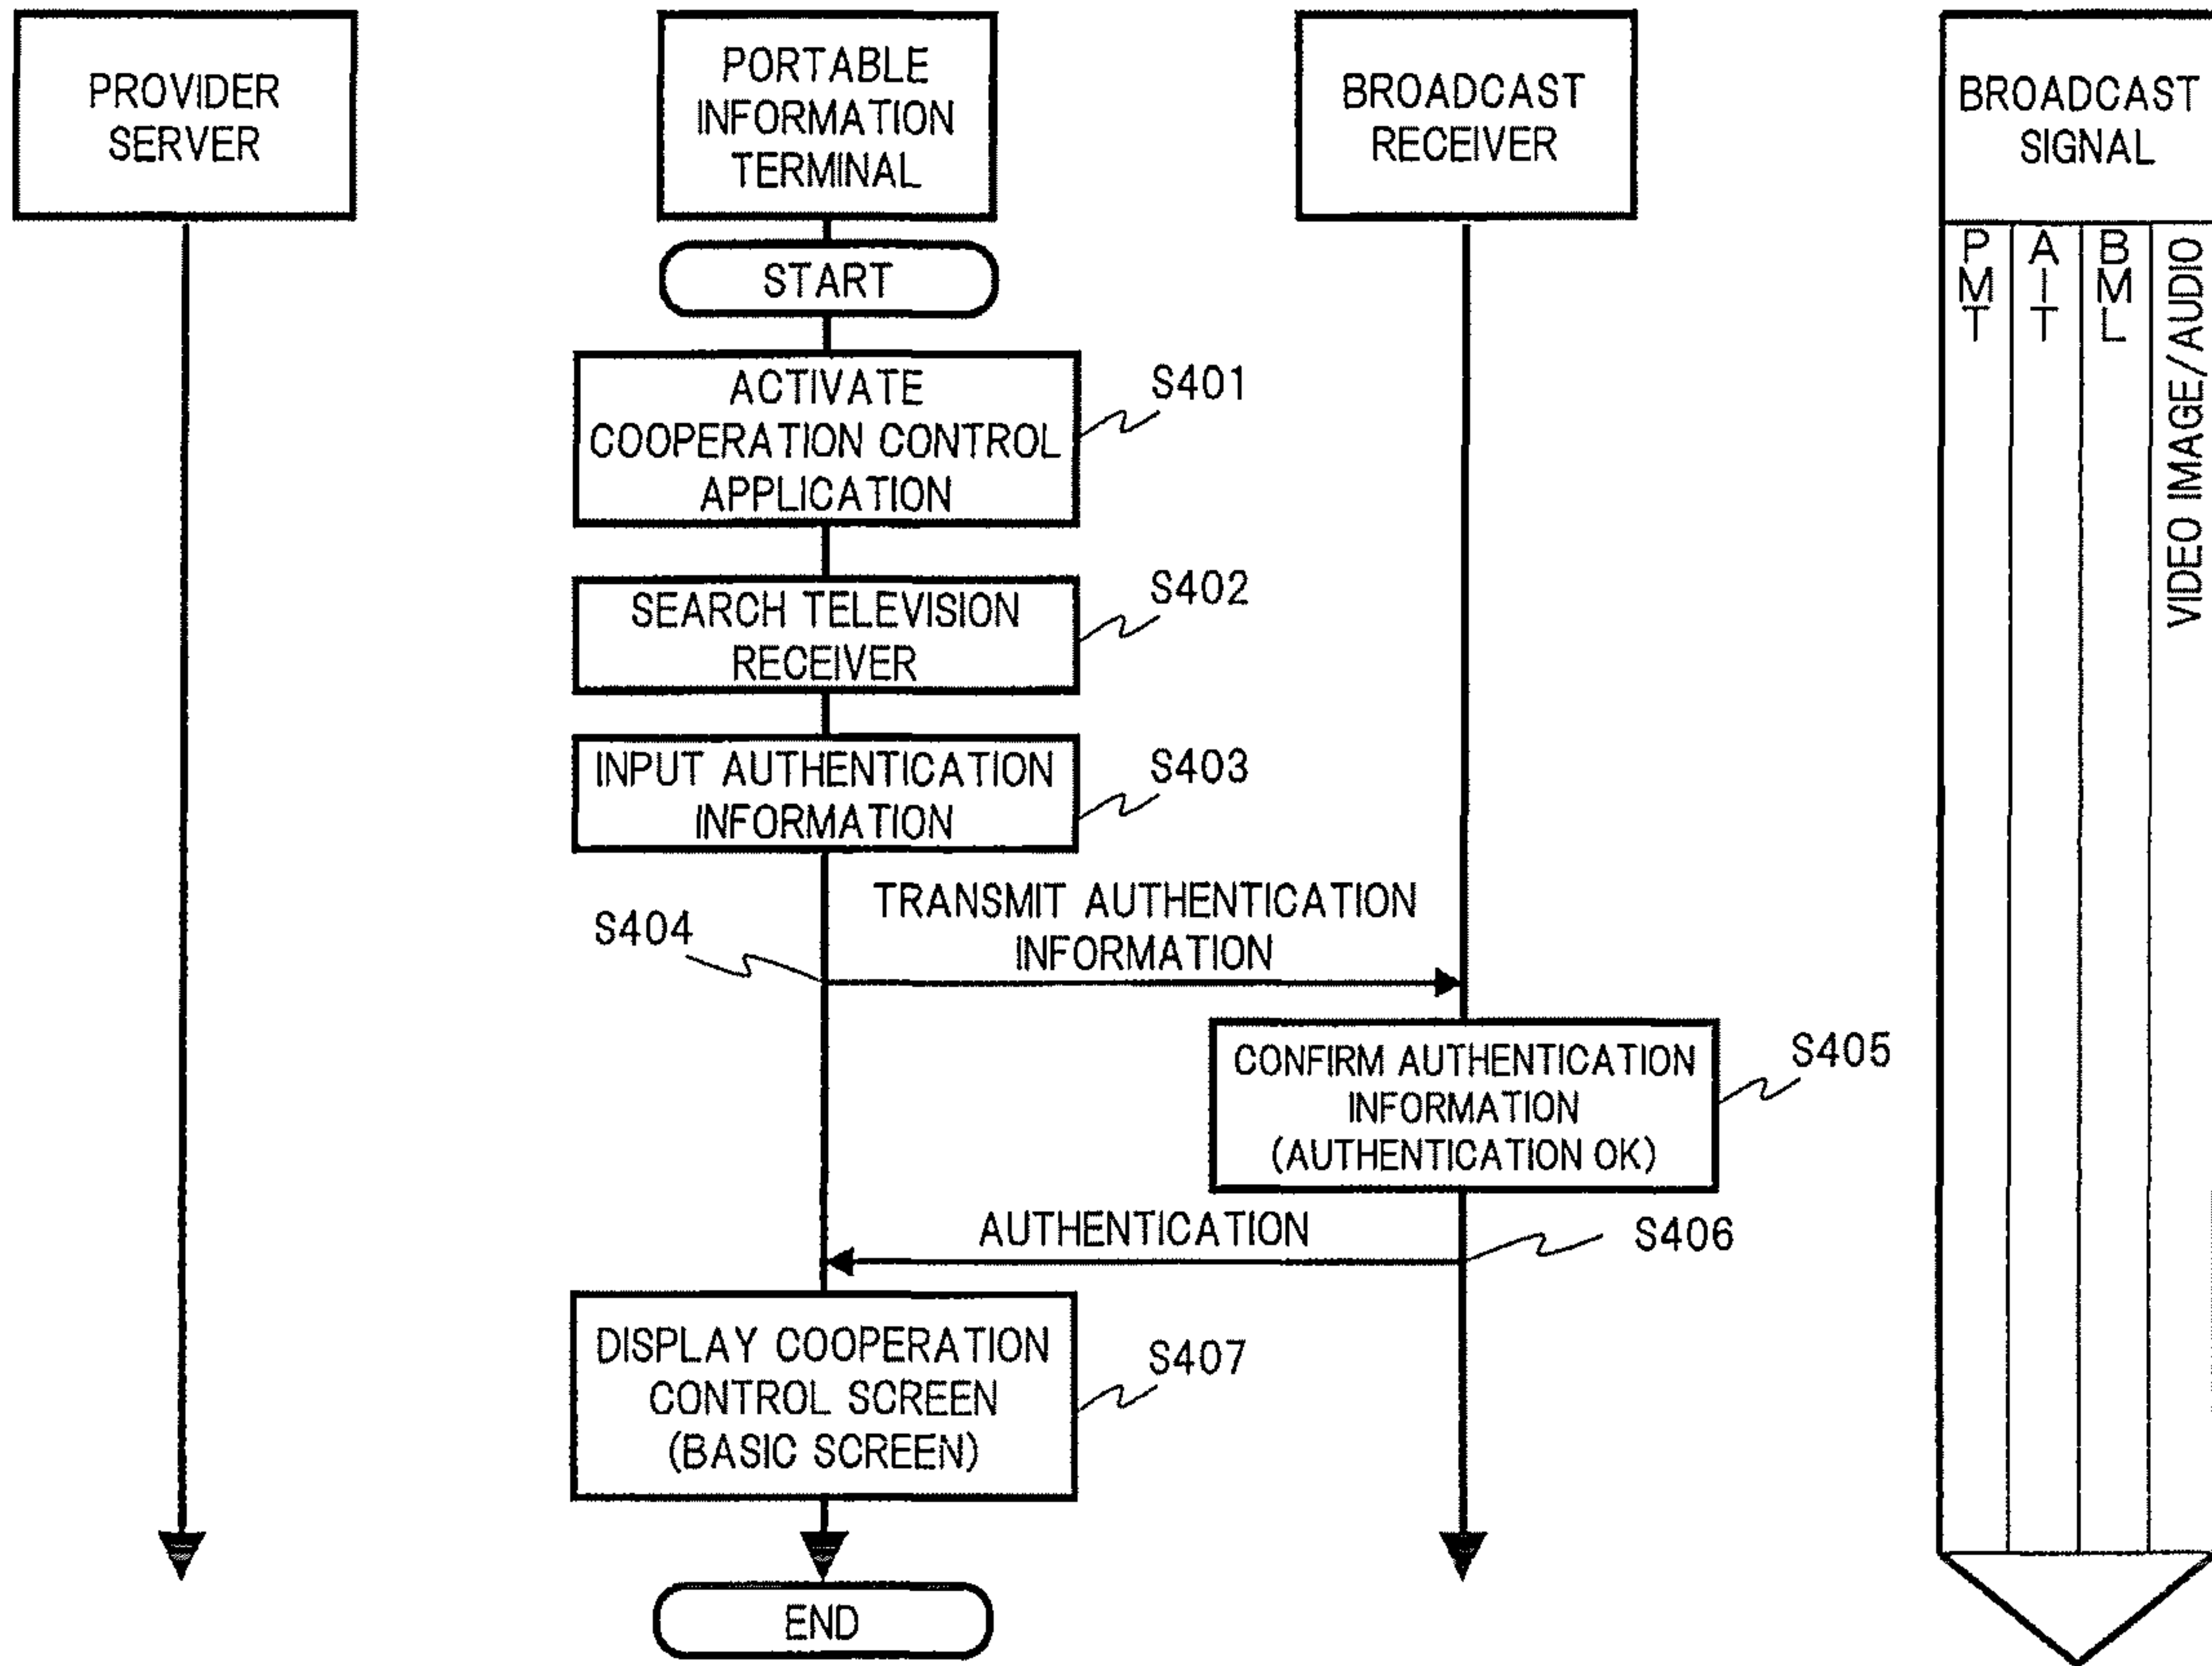 PROVIDER
SERVER
PORTABLE
INFORMATION
TERMINAL
BROADCAST
RECEIVER
BROADCAST
SIGNAL
START
PMT
AIT
BML
VIDEO IMAGE/AUDIO
ACTIVATE
COOPERATION CONTROL
APPLICATION
S401
SEARCH TELEVISION
RECEIVER
S402
INPUT AUTHENTICATION
INFORMATION
S403
TRANSMIT AUTHENTICATION
INFORMATION
S404
CONFIRM AUTHENTICATION
INFORMATION
(AUTHENTICATION OK)
S405
AUTHENTICATION
S406
DISPLAY COOPERATION
CONTROL SCREEN
(BASIC SCREEN)
S407
END